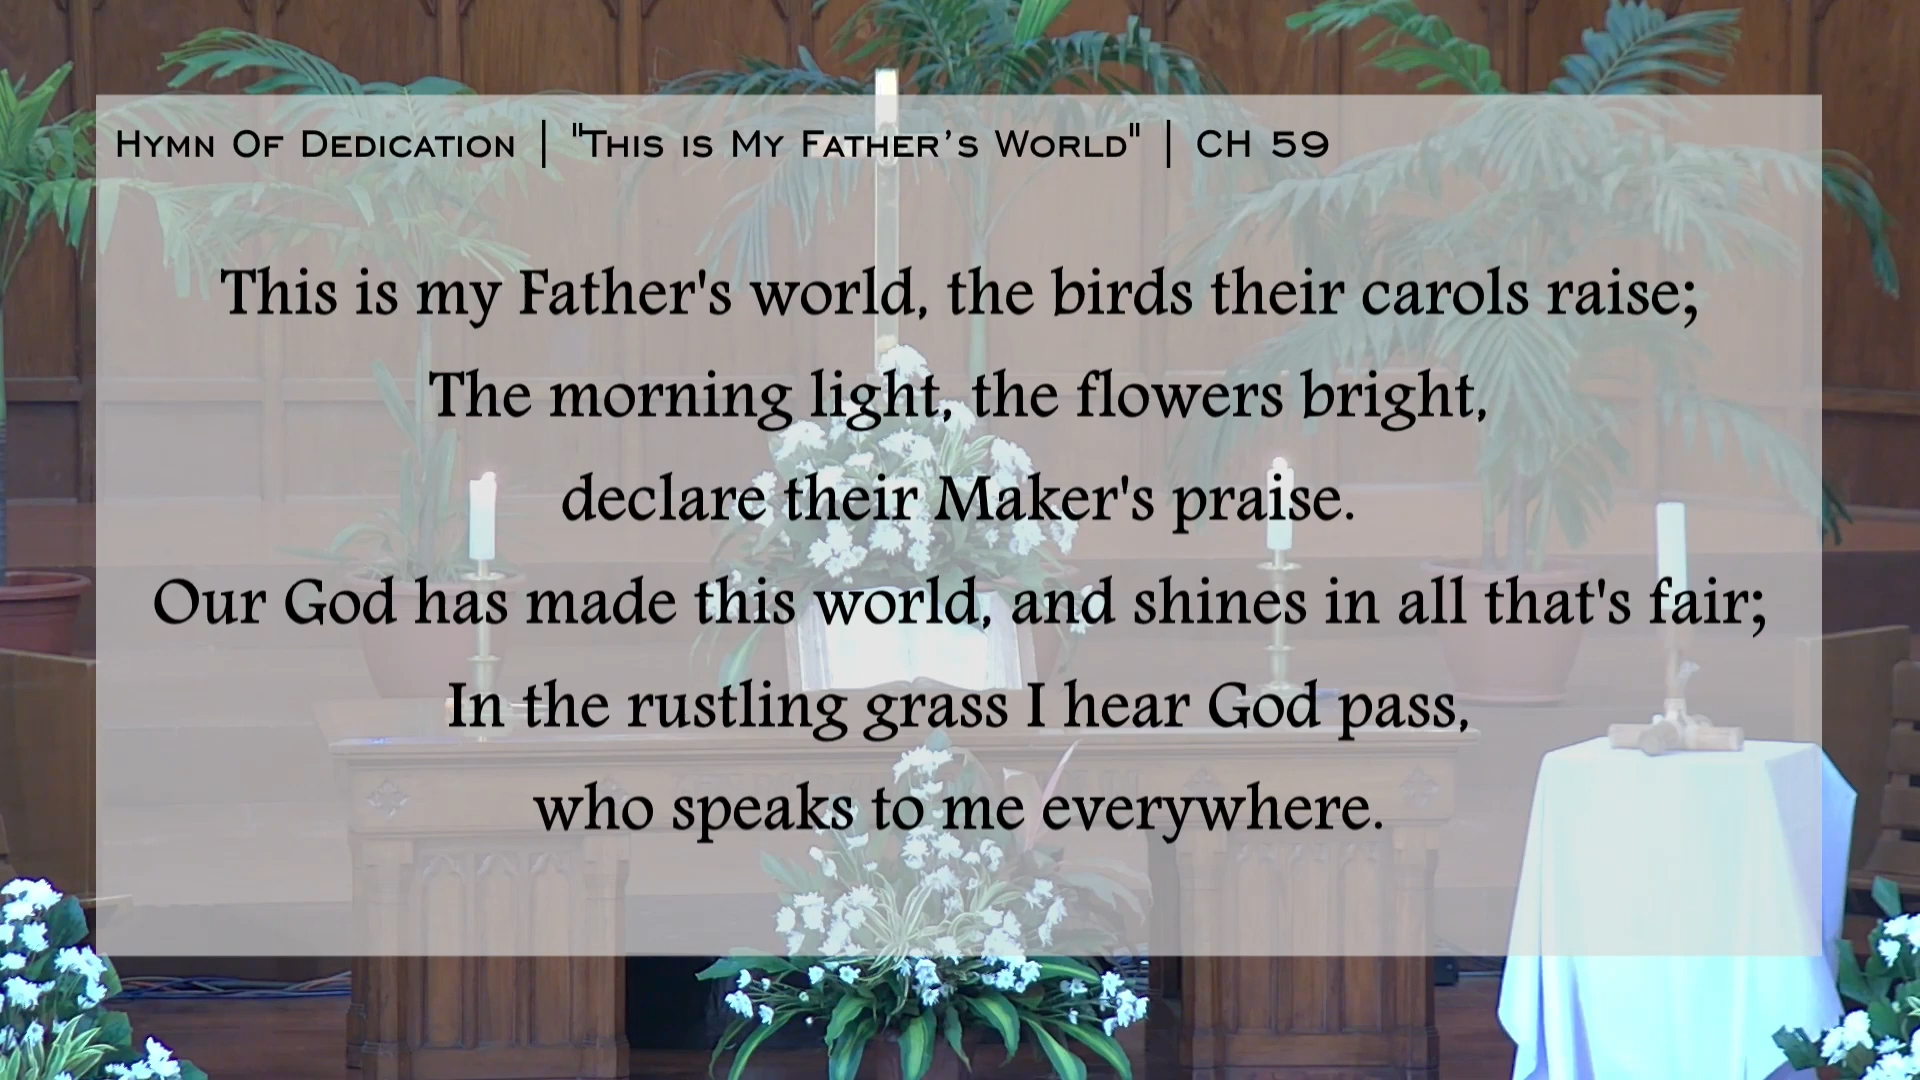 Hymn Of Dedication | "This is My Father’s World" | CH 59
This is my Father's world, the birds their carols raise;
The morning light, the flowers bright,
declare their Maker's praise.
Our God has made this world, and shines in all that's fair;
In the rustling grass I hear God pass,
who speaks to me everywhere.